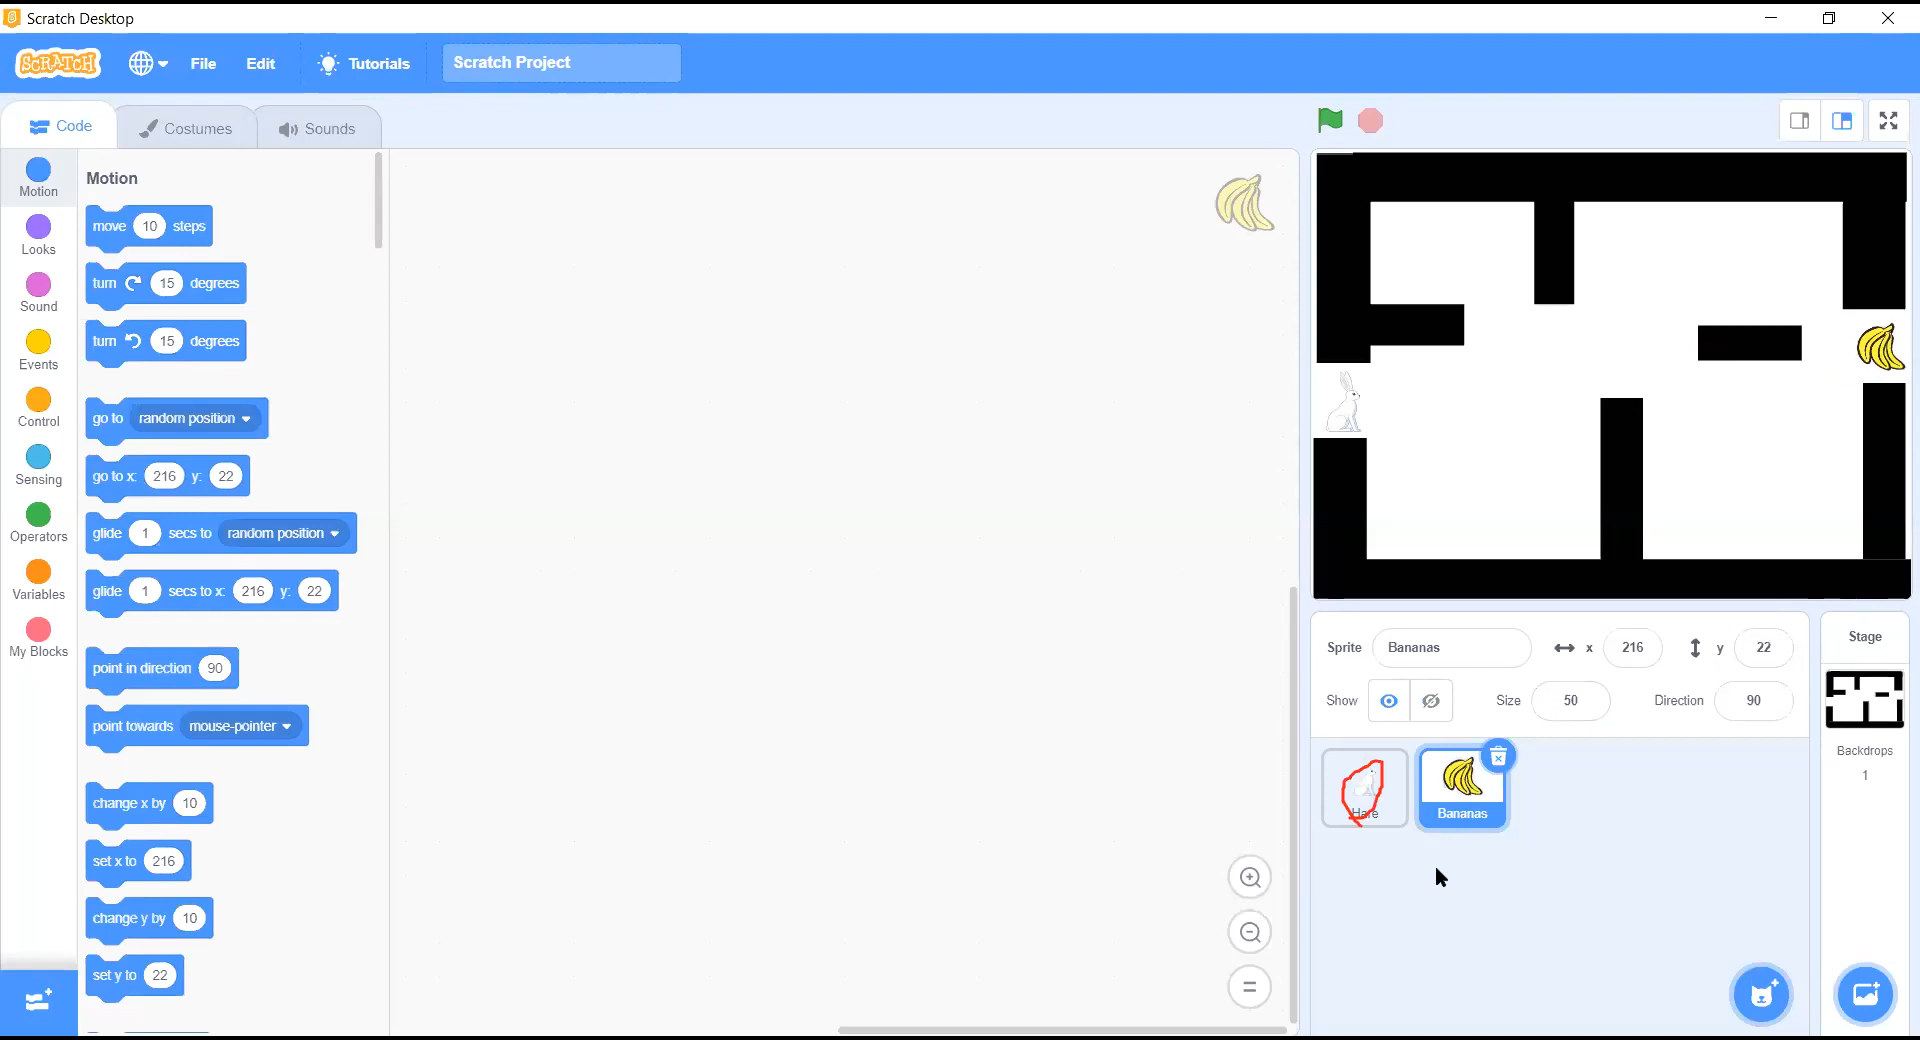 Scratch Desktop
SCRATCH File Edit Tutorials Scratch Project
Code Costumes Sounds
Motion
Looks
Sound
Events
Control
Sensing
Operators
Variables
My Blocks
Motion
move 10 steps
turn 15 degrees
turn 15 degrees
go to random position
go to x: 216 y: 22
glide 1 secs to random position
glide 1 secs to x: 216 y: 22
point in direction 90
point towards mouse-pointer
change x by 10
set x to 216
change y by 10
set y to 22
Sprite Bananas x 216 y 22
Show Size 50 Direction 90
Hare
Bananas
Stage
Backdrops
1